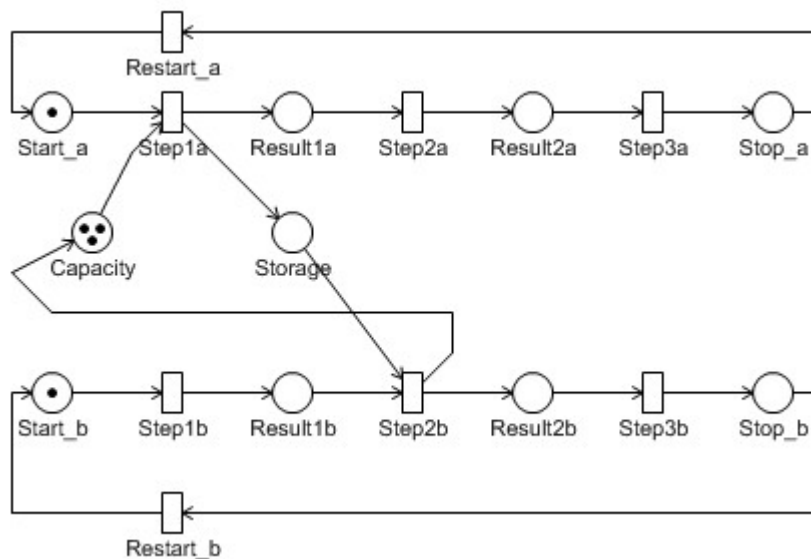 Restart_a
Start_a Step1a Result1a Step2a Result2a Step3a Stop_a
Capacity Storage
Start_b Step1b Result1b Step2b Result2b Step3b Stop_b
Restart_b